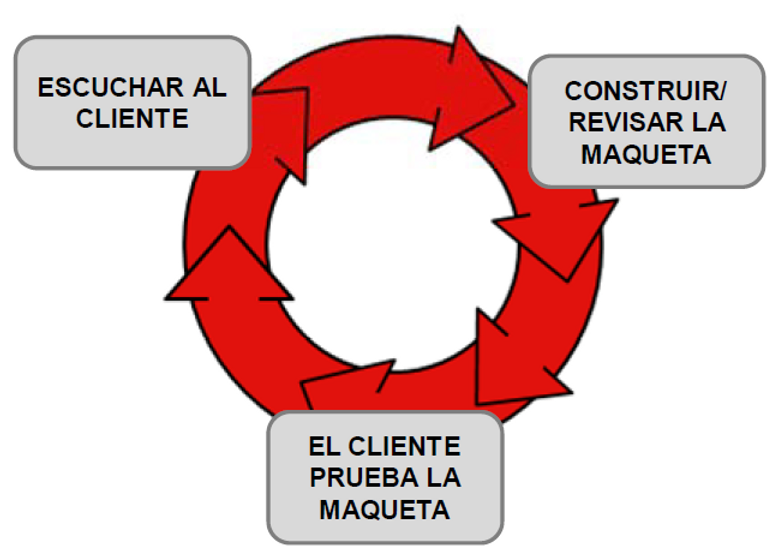 ESCUCHAR AL
CLIENTE
CONSTRUIR/
REVISAR LA
MAQUETA
EL CLIENTE
PRUEBA LA
MAQUETA